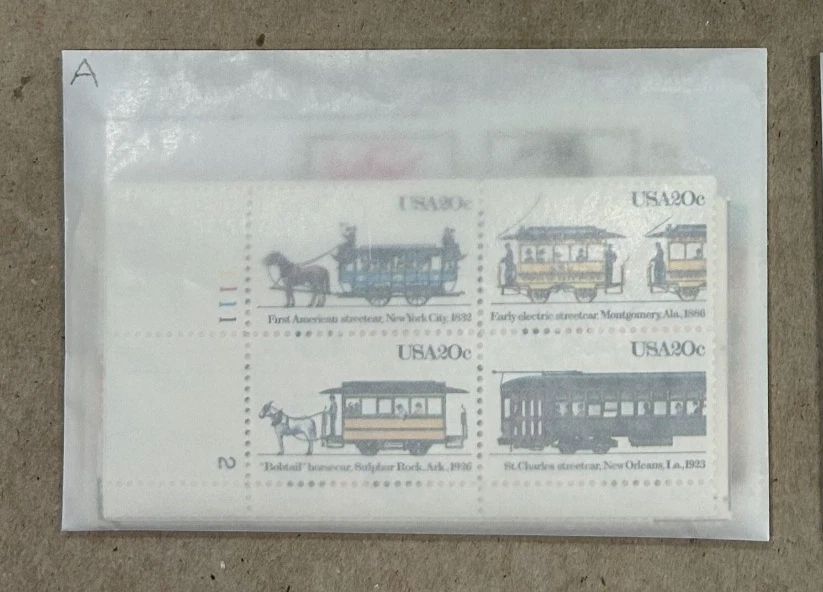 A
USA20c
USA20c
First American streetcar, New York City, 1832
Early electric streetcar, Montgomery, Ala., 1886
111
USA20c
USA20c
"Bobtail" horsecar, Sulphur Rock, Ark., 1926
St. Charles streetcar, New Orleans, La., 1923
2